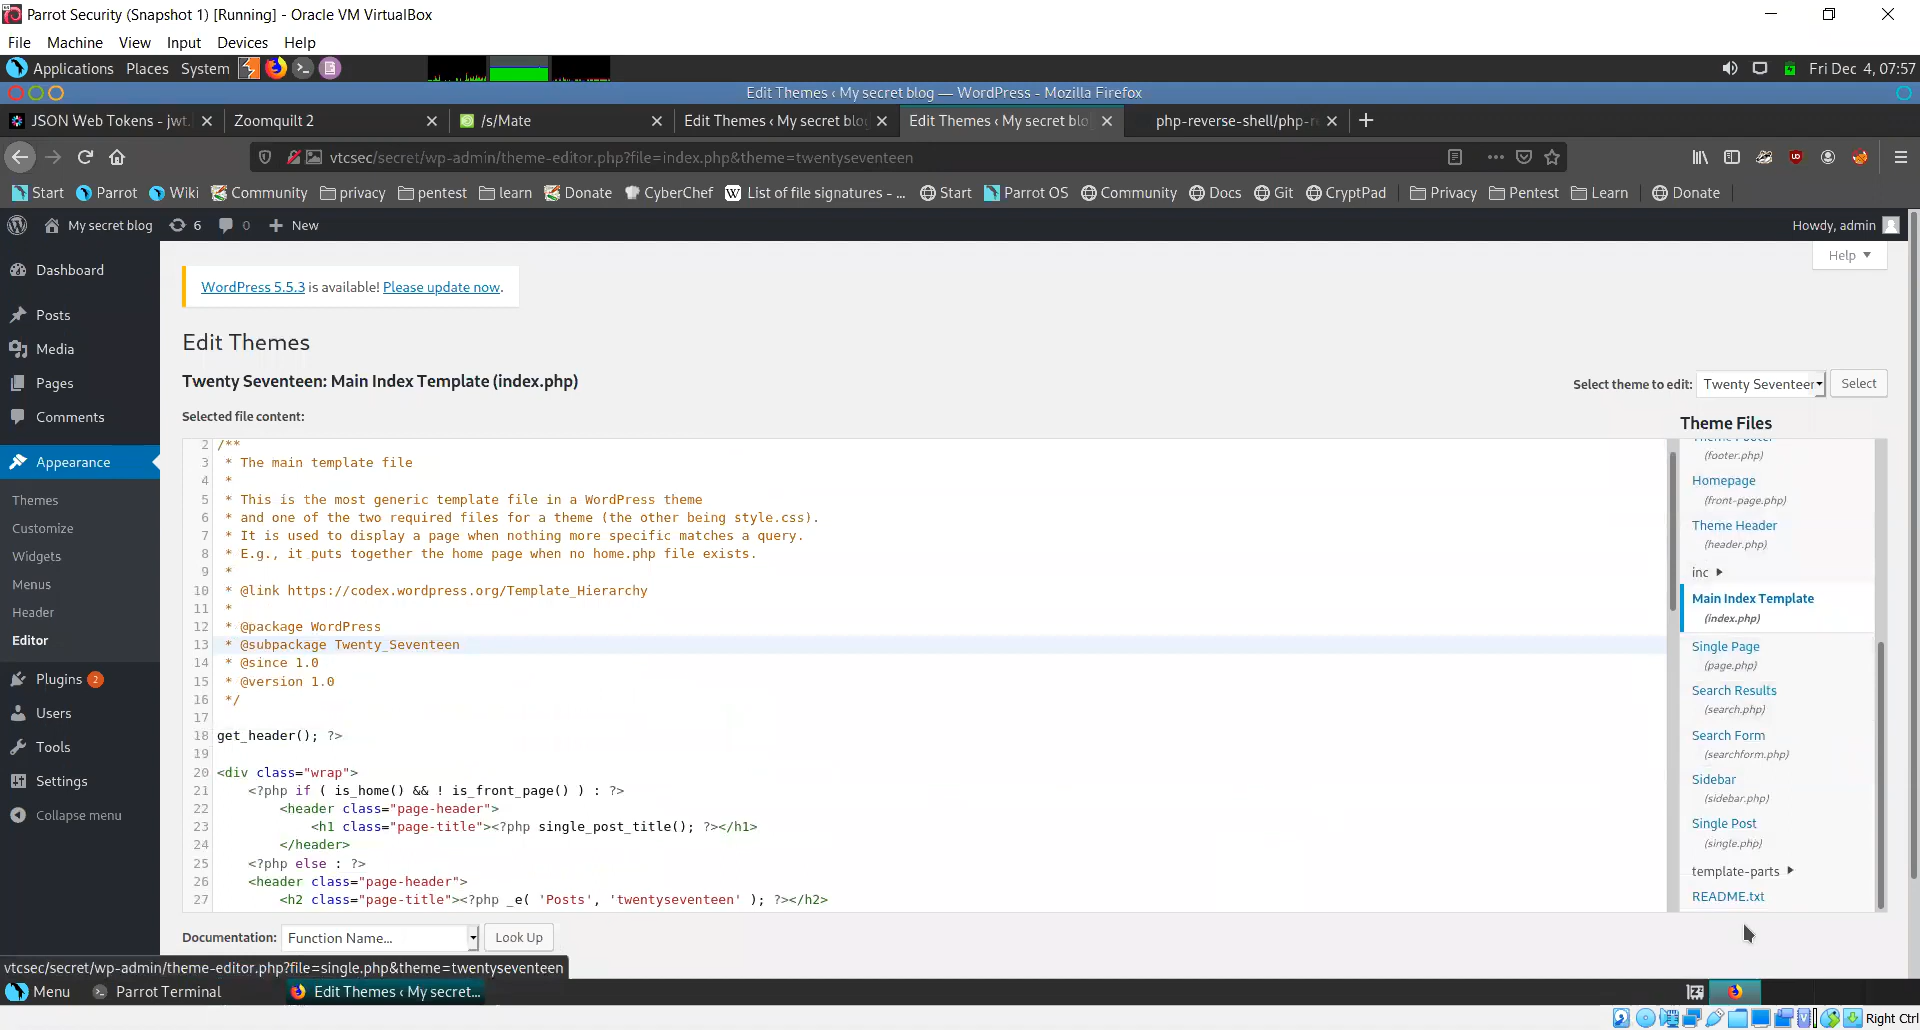 Parrot Security (Snapshot 1) [Running] - Oracle VM VirtualBox
File Machine View Input Devices Help
Applications Places System
Fri Dec 4, 07:57
Edit Themes ‹ My secret blog — WordPress - Mozilla Firefox
JSON Web Tokens - jwt. Zoomquilt 2 /s/Mate Edit Themes ‹ My secret blo Edit Themes ‹ My secret blo php-reverse-shell/php-r
vtcsec/secret/wp-admin/theme-editor.php?file=index.php&theme=twentyseventeen
Start Parrot Wiki Community privacy pentest learn Donate CyberChef List of file signatures - ... Start Parrot OS Community Docs Git CryptPad Privacy Pentest Learn Donate
My secret blog 6 0 New Howdy, admin
Help
Dashboard
Posts
Media
Pages
Comments
Appearance
Themes
Customize
Widgets
Menus
Header
Editor
Plugins 2
Users
Tools
Settings
Collapse menu
WordPress 5.5.3 is available! Please update now.
Edit Themes
Twenty Seventeen: Main Index Template (index.php)
Select theme to edit: Twenty Seventeen Select
Selected file content:
2 /**
3 * The main template file
4 *
5 * This is the most generic template file in a WordPress theme
6 * and one of the two required files for a theme (the other being style.css).
7 * It is used to display a page when nothing more specific matches a query.
8 * E.g., it puts together the home page when no home.php file exists.
9 *
10 * @link https://codex.wordpress.org/Template_Hierarchy
11 *
12 * @package WordPress
13 * @subpackage Twenty_Seventeen
14 * @since 1.0
15 * @version 1.0
16 */
17
18 get_header(); ?>
19
20 <div class="wrap">
21 <?php if ( is_home() && ! is_front_page() ) : ?>
22 <header class="page-header">
23 <h1 class="page-title"><?php single_post_title(); ?></h1>
24 </header>
25 <?php else : ?>
26 <header class="page-header">
27 <h2 class="page-title"><?php _e( 'Posts', 'twentyseventeen' ); ?></h2>
Theme Files
Theme Footer
(footer.php)
Homepage
(front-page.php)
Theme Header
(header.php)
inc
Main Index Template
(index.php)
Single Page
(page.php)
Search Results
(search.php)
Search Form
(searchform.php)
Sidebar
(sidebar.php)
Single Post
(single.php)
template-parts
README.txt
Documentation: Function Name... Look Up
vtcsec/secret/wp-admin/theme-editor.php?file=single.php&theme=twentyseventeen
Menu Parrot Terminal Edit Themes ‹ My secret...
Right Ctrl